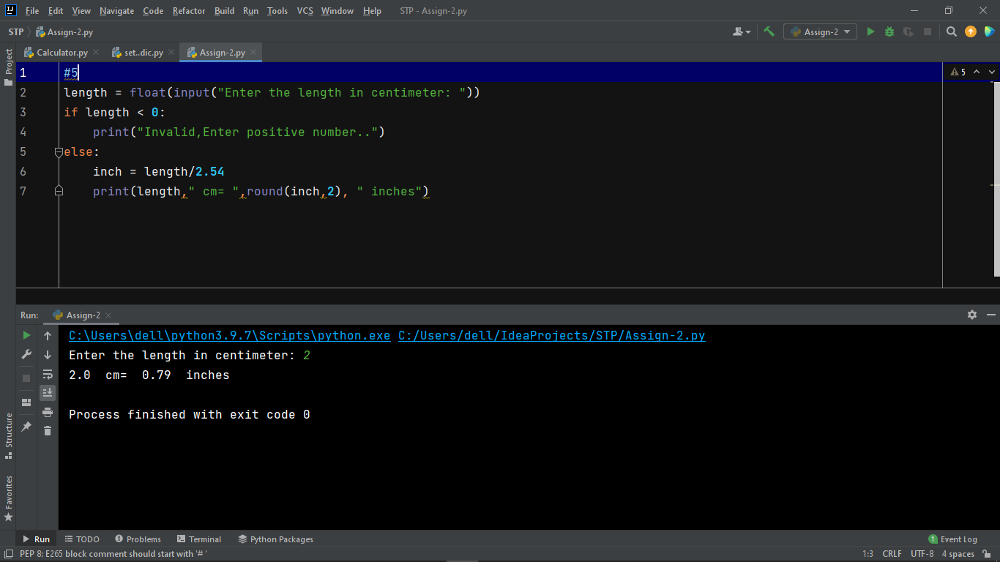 File Edit View Navigate Code Refactor Build Run Tools VCS Window Help STP - Assign-2.py
STP Assign-2.py Assign-2
Project
Calculator.py set..dic.py Assign-2.py
1 #5 5
2 length = float(input("Enter the length in centimeter: "))
3 if length < 0:
4     print("Invalid,Enter positive number..")
5 else:
6     inch = length/2.54
7     print(length," cm= ",round(inch,2), " inches")
Run: Assign-2
C:\Users\dell\python3.9.7\Scripts\python.exe C:/Users/dell/IdeaProjects/STP/Assign-2.py
Enter the length in centimeter: 2
2.0  cm=  0.79  inches
Process finished with exit code 0
Structure
Favorites
Run TODO Problems Terminal Python Packages 1 Event Log
PEP 8: E265 block comment should start with '# ' 1:3 CRLF UTF-8 4 spaces